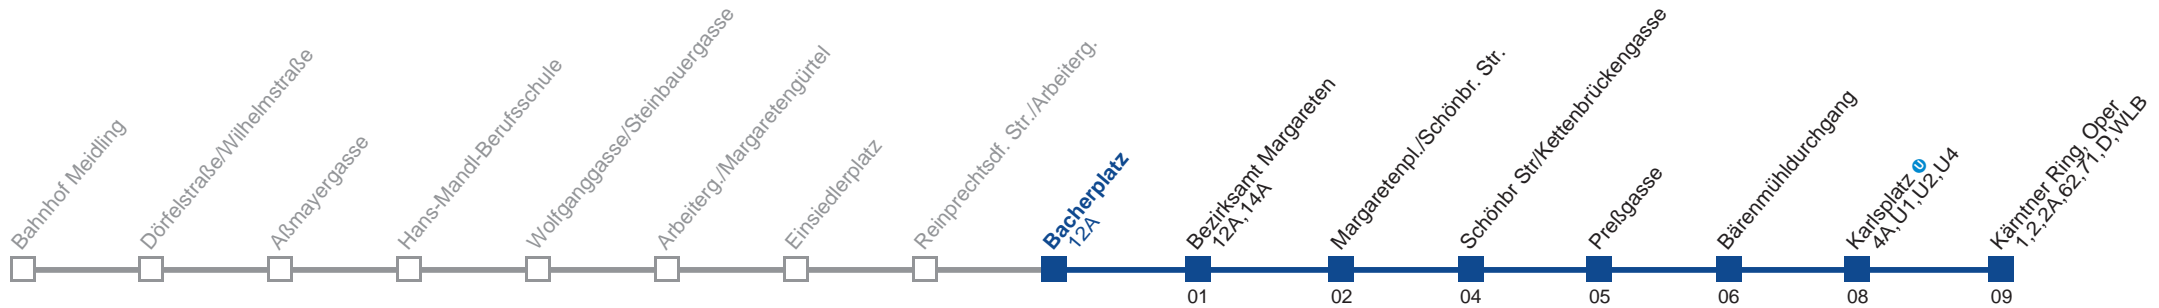 Bahnhof Meidling
Dörfelstraße/Wilhelmstraße
Aßmayergasse
Hans-Mandl-Berufsschule
Wolfganggasse/Steinbauergasse
Arbeiterg./Margaretengürtel
Einsiedlerplatz
Reinprechtsdf. Str./Arbeiterg.
Bacherplatz
12A
Bezirksamt Margareten
12A,14A
Margaretenpl./Schönbr. Str.
Schönbr Str/Kettenbrückengasse
Preßgasse
Bärenmühldurchgang
Karlsplatz U
4A,U1,U2,U4
Kärntner Ring, Oper
1,2,2A,62,71,D,WLB
01
02
04
05
06
08
09